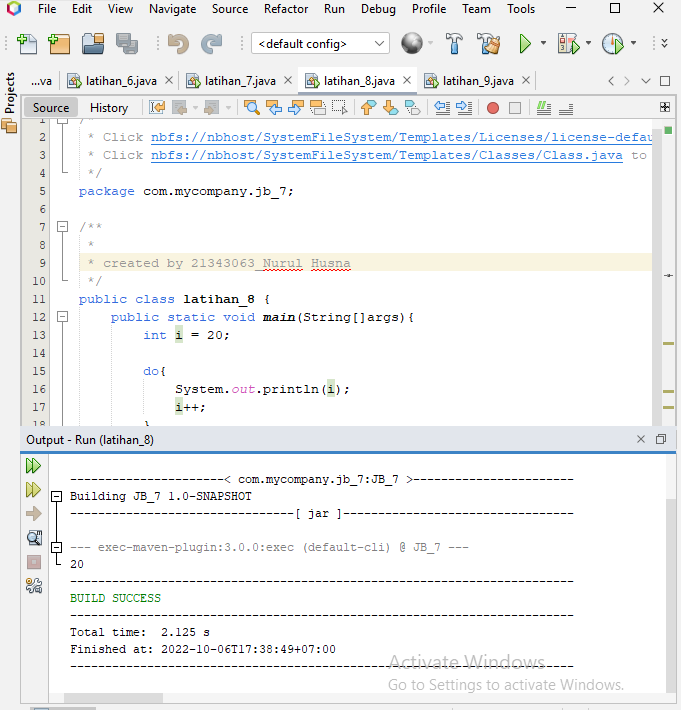 File Edit View Navigate Source Refactor Run Debug Profile Team Tools
<default config>
Projects
...va latihan_6.java latihan_7.java latihan_8.java latihan_9.java
Source History
1 /*
2 * Click nbfs://nbhost/SystemFileSystem/Templates/Licenses/license-defau
3 * Click nbfs://nbhost/SystemFileSystem/Templates/Classes/Class.java to
4 */
5 package com.mycompany.jb_7;
6
7 /**
8 *
9 * created by 21343063_Nurul Husna
10 */
11 public class latihan_8 {
12 public static void main(String[]args){
13 int i = 20;
14
15 do{
16 System.out.println(i);
17 i++;
18 }
Output - Run (latihan_8)
----------------------< com.mycompany.jb_7:JB_7 >-----------------------
Building JB_7 1.0-SNAPSHOT
--------------------------------[ jar ]---------------------------------
--- exec-maven-plugin:3.0.0:exec (default-cli) @ JB_7 ---
20
------------------------------------------------------------------------
BUILD SUCCESS
------------------------------------------------------------------------
Total time: 2.125 s
Finished at: 2022-10-06T17:38:49+07:00
------------------------------------------------------------------------
Activate Windows
Go to Settings to activate Windows.